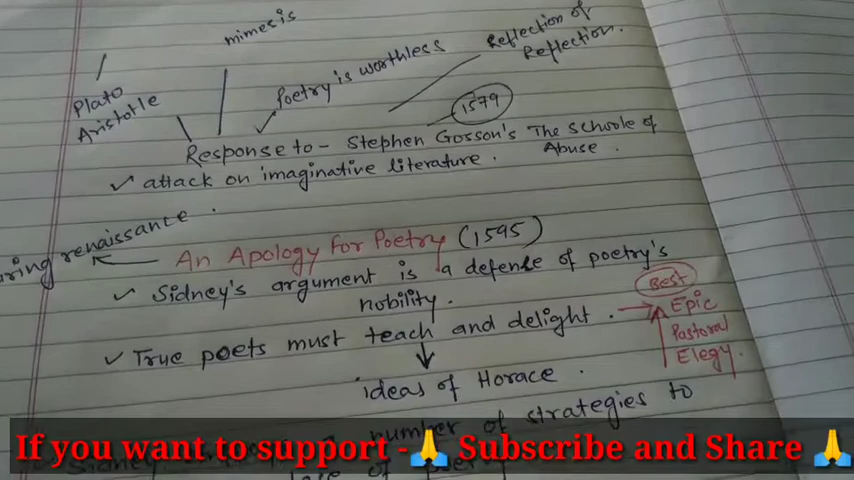 mimesis
Reflection of
Reflection.
Plato
Aristotle
Poetry is worthless
1579
Response to - Stephen Gosson's The Schoole of
Abuse .
✓ attack on imaginative literature .
ring renaissance .
An Apology for Poetry (1595)
✓ Sidney's argument is a defense of poetry's
nobility .
Best
✓ True poets must teach and delight . → Epic
Pastoral
Elegy .
ideas of Horace .
number of strategies to
If you want to support -🙏 Subscribe and Share 🙏
Sidney
of